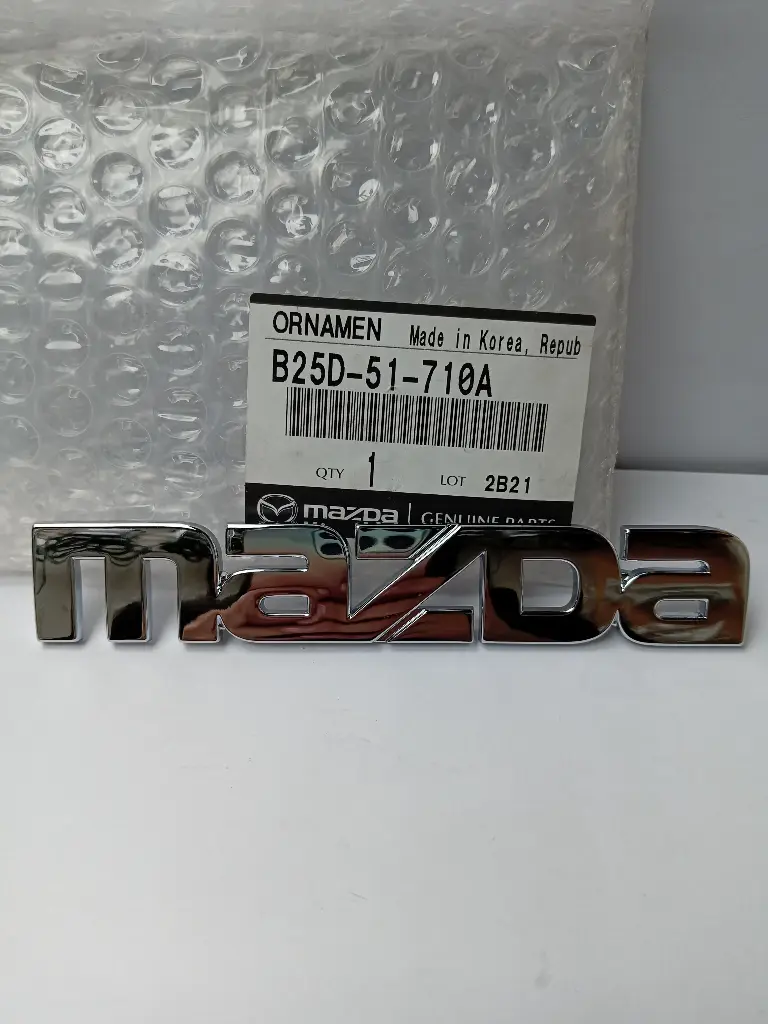 ORNAMEN Made in Korea, Repub
B25D-51-710A
QTY 1 LOT 2B21
mazda GENUINE PARTS
mazda